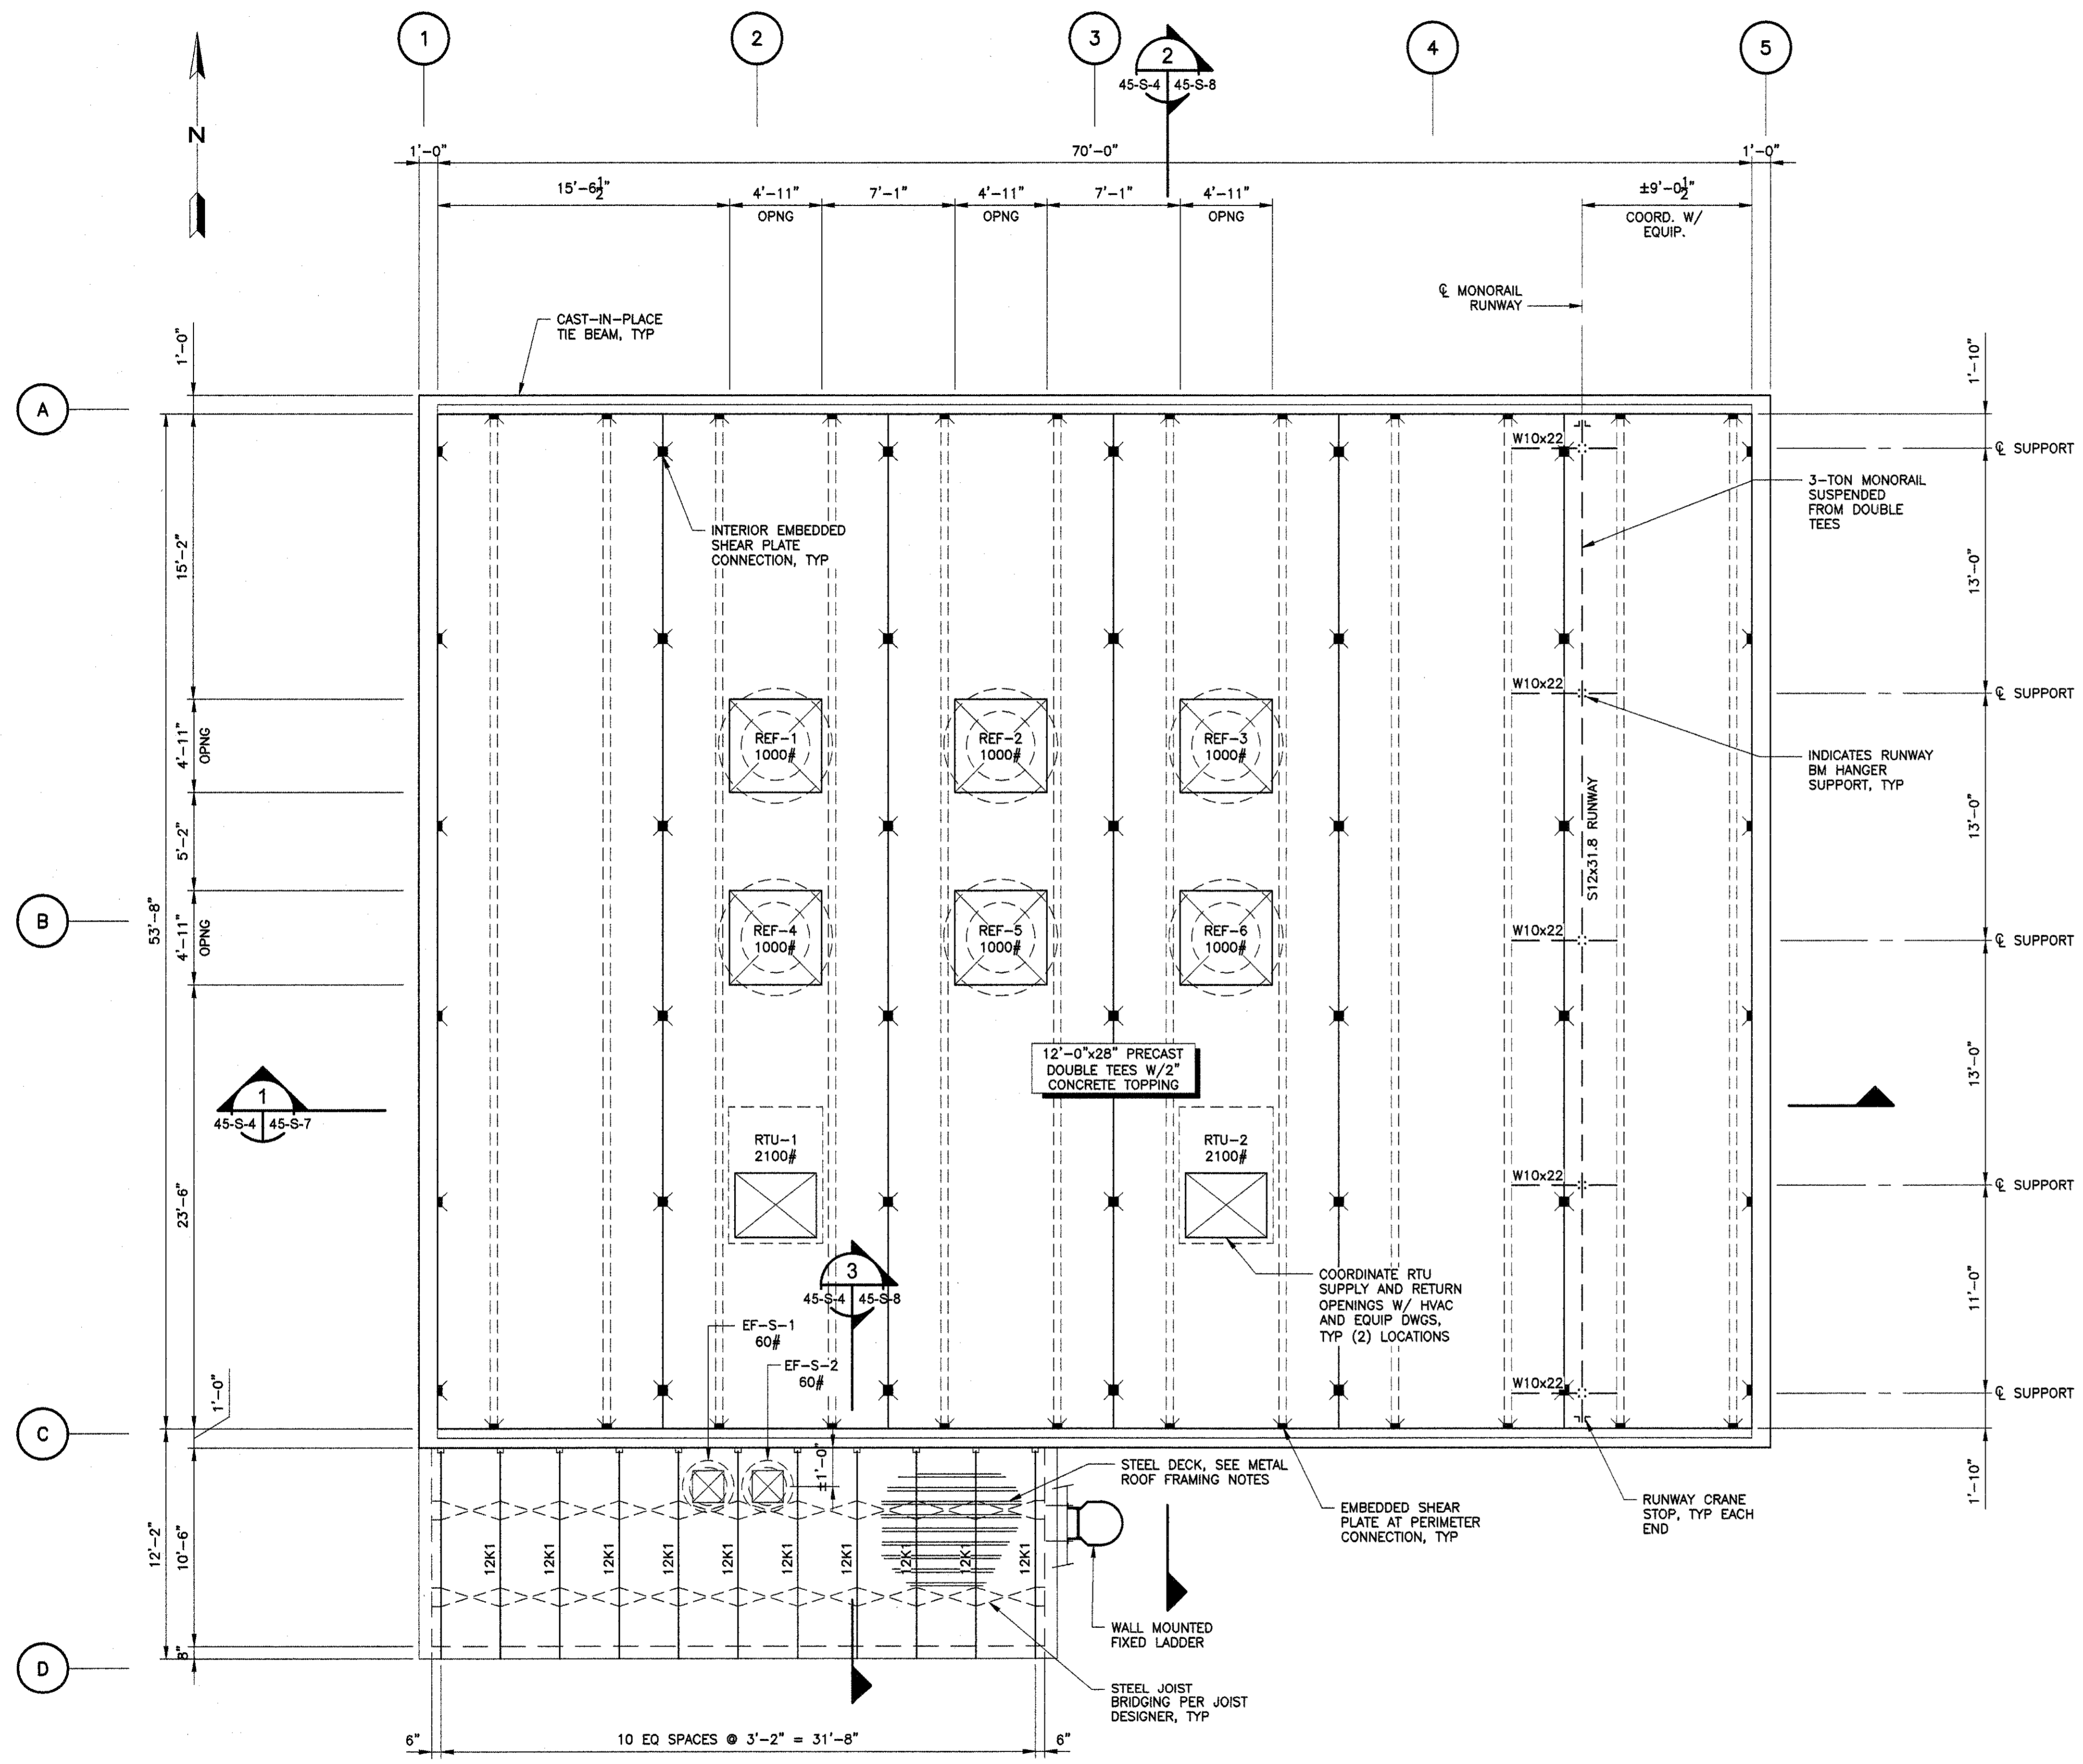 1
2
3
4
5
2
45-S-4 45-S-8
N
1'-0"
70'-0"
1'-0"
15'-6 1/2"
4'-11"
OPNG
7'-1"
4'-11"
OPNG
7'-1"
4'-11"
OPNG
±9'-0 1/2"
COORD. W/
EQUIP.
℄ MONORAIL
RUNWAY
CAST-IN-PLACE
TIE BEAM, TYP
1'-0"
1'-10"
A
W10x22
℄ SUPPORT
3-TON MONORAIL
SUSPENDED
FROM DOUBLE
TEES
INTERIOR EMBEDDED
SHEAR PLATE
CONNECTION, TYP
15'-2"
13'-0"
W10x22
℄ SUPPORT
REF-1
1000#
REF-2
1000#
REF-3
1000#
4'-11"
OPNG
INDICATES RUNWAY
BM HANGER
SUPPORT, TYP
S12x31.8 RUNWAY
5'-2"
13'-0"
B
53'-8"
4'-11"
OPNG
REF-4
1000#
REF-5
1000#
REF-6
1000#
W10x22
℄ SUPPORT
12'-0"x28" PRECAST
DOUBLE TEES W/2"
CONCRETE TOPPING
13'-0"
1
45-S-4 45-S-7
RTU-1
2100#
RTU-2
2100#
W10x22
℄ SUPPORT
23'-6"
3
45-S-4 45-S-8
COORDINATE RTU
SUPPLY AND RETURN
OPENINGS W/ HVAC
AND EQUIP DWGS,
TYP (2) LOCATIONS
11'-0"
EF-S-1
60#
EF-S-2
60#
W10x22
℄ SUPPORT
1'-0"
C
±1'-0"
STEEL DECK, SEE METAL
ROOF FRAMING NOTES
EMBEDDED SHEAR
PLATE AT PERIMETER
CONNECTION, TYP
RUNWAY CRANE
STOP, TYP EACH
END
1'-10"
12'-2"
10'-6"
12K1
12K1
12K1
12K1
12K1
12K1
12K1
12K1
12K1
12K1
WALL MOUNTED
FIXED LADDER
8"
D
STEEL JOIST
BRIDGING PER JOIST
DESIGNER, TYP
6"
10 EQ SPACES @ 3'-2" = 31'-8"
6"